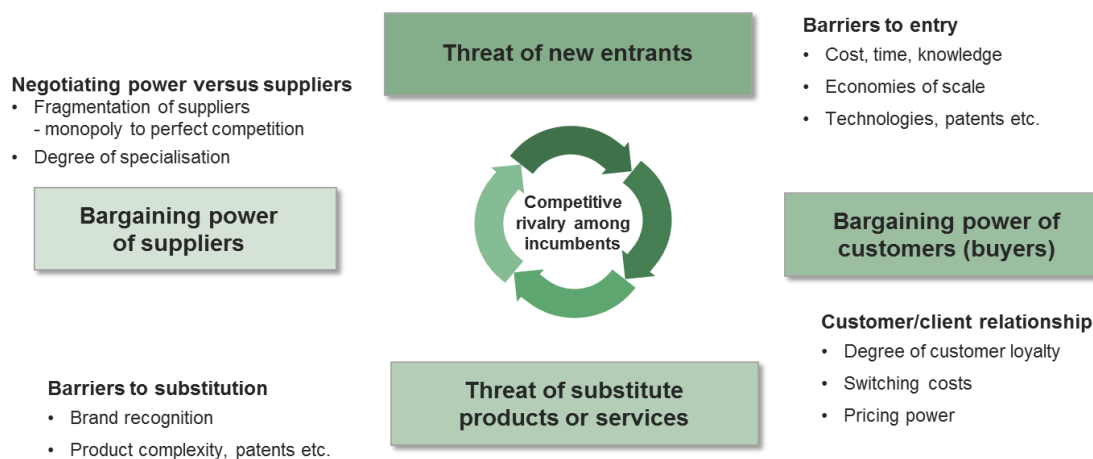 Threat of new entrants
Barriers to entry
• Cost, time, knowledge
• Economies of scale
• Technologies, patents etc.
Negotiating power versus suppliers
• Fragmentation of suppliers
- monopoly to perfect competition
• Degree of specialisation
Bargaining power
of suppliers
Competitive
rivalry among
incumbents
Bargaining power of
customers (buyers)
Customer/client relationship
• Degree of customer loyalty
• Switching costs
• Pricing power
Barriers to substitution
• Brand recognition
• Product complexity, patents etc.
Threat of substitute
products or services